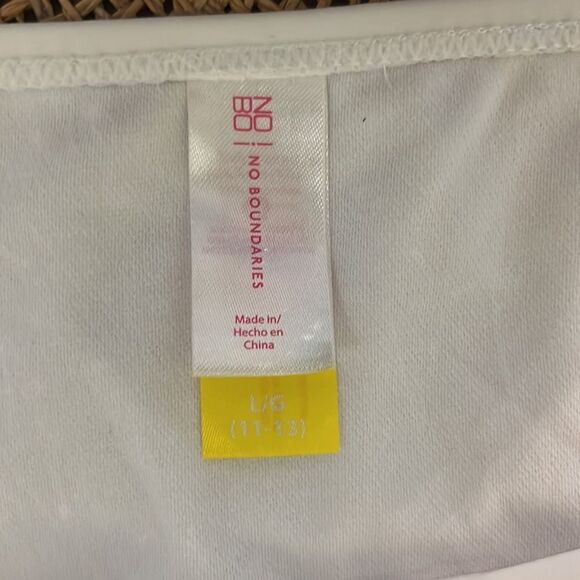 NO!
BO!
NO BOUNDARIES
Made in/
Hecho en
China
L/G
(11-13)